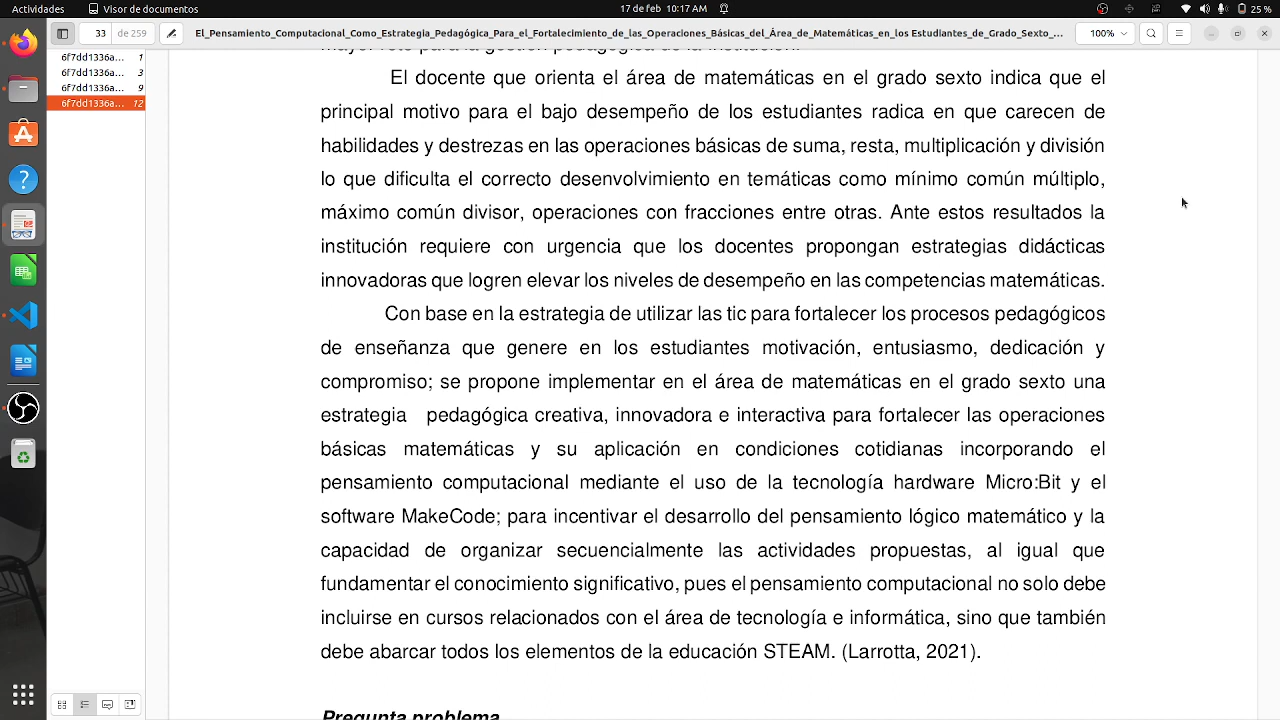 Actividades
Visor de documentos
17 de feb 10:17 AM
25 %
33
de 259
El_Pensamiento_Computacional_Como_Estrategia_Pedagógica_Para_el_Fortalecimiento_de_las_Operaciones_Básicas_del_Área_de_Matemáticas_en_los_Estudiantes_de_Grado_Sexto_...
100%
6f7dd1336a... 1
6f7dd1336a... 3
6f7dd1336a... 9
6f7dd1336a... 12
mayor reto para la gestión pedagógica de la institución.
El docente que orienta el área de matemáticas en el grado sexto indica que el
principal motivo para el bajo desempeño de los estudiantes radica en que carecen de
habilidades y destrezas en las operaciones básicas de suma, resta, multiplicación y división
lo que dificulta el correcto desenvolvimiento en temáticas como mínimo común múltiplo,
máximo común divisor, operaciones con fracciones entre otras. Ante estos resultados la
institución requiere con urgencia que los docentes propongan estrategias didácticas
innovadoras que logren elevar los niveles de desempeño en las competencias matemáticas.
Con base en la estrategia de utilizar las tic para fortalecer los procesos pedagógicos
de enseñanza que genere en los estudiantes motivación, entusiasmo, dedicación y
compromiso; se propone implementar en el área de matemáticas en el grado sexto una
estrategia pedagógica creativa, innovadora e interactiva para fortalecer las operaciones
básicas matemáticas y su aplicación en condiciones cotidianas incorporando el
pensamiento computacional mediante el uso de la tecnología hardware Micro:Bit y el
software MakeCode; para incentivar el desarrollo del pensamiento lógico matemático y la
capacidad de organizar secuencialmente las actividades propuestas, al igual que
fundamentar el conocimiento significativo, pues el pensamiento computacional no solo debe
incluirse en cursos relacionados con el área de tecnología e informática, sino que también
debe abarcar todos los elementos de la educación STEAM. (Larrotta, 2021).
Pregunta problema